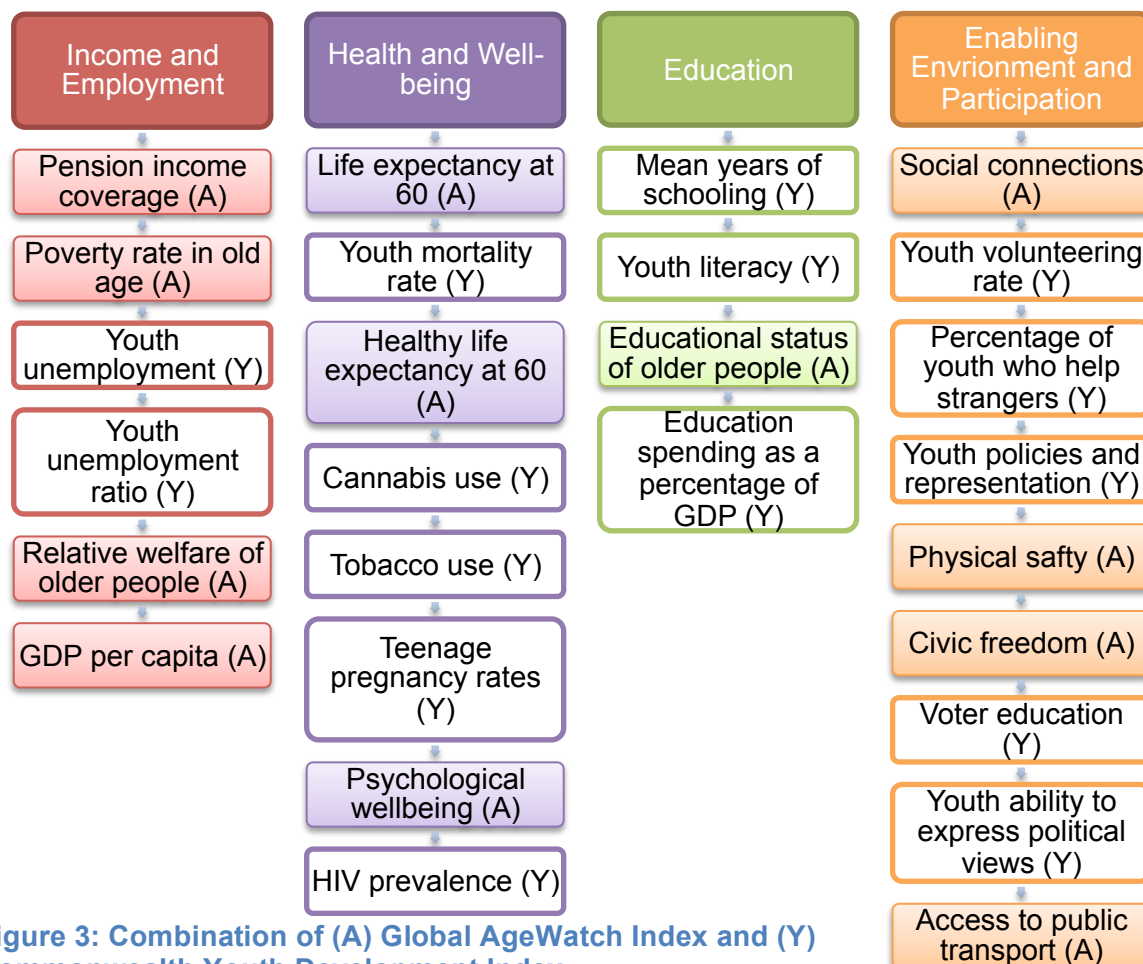 Income and
Employment
Pension income
coverage (A)
Poverty rate in old
age (A)
Youth
unemployment (Y)
Youth
unemployment
ratio (Y)
Relative welfare of
older people (A)
GDP per capita (A)
Health and Well-
being
Life expectancy at
60 (A)
Youth mortality
rate (Y)
Healthy life
expectancy at 60
(A)
Cannabis use (Y)
Tobacco use (Y)
Teenage
pregnancy rates
(Y)
Psychological
wellbeing (A)
HIV prevalence (Y)
Education
Mean years of
schooling (Y)
Youth literacy (Y)
Educational status
of older people (A)
Education
spending as a
percentage of
GDP (Y)
Enabling
Envrionment and
Participation
Social connections
(A)
Youth volunteering
rate (Y)
Percentage of
youth who help
strangers (Y)
Youth policies and
representation (Y)
Physical safty (A)
Civic freedom (A)
Voter education
(Y)
Youth ability to
express political
views (Y)
Access to public
transport (A)
igure 3: Combination of (A) Global AgeWatch Index and (Y)
ommonwealth Youth Development Index